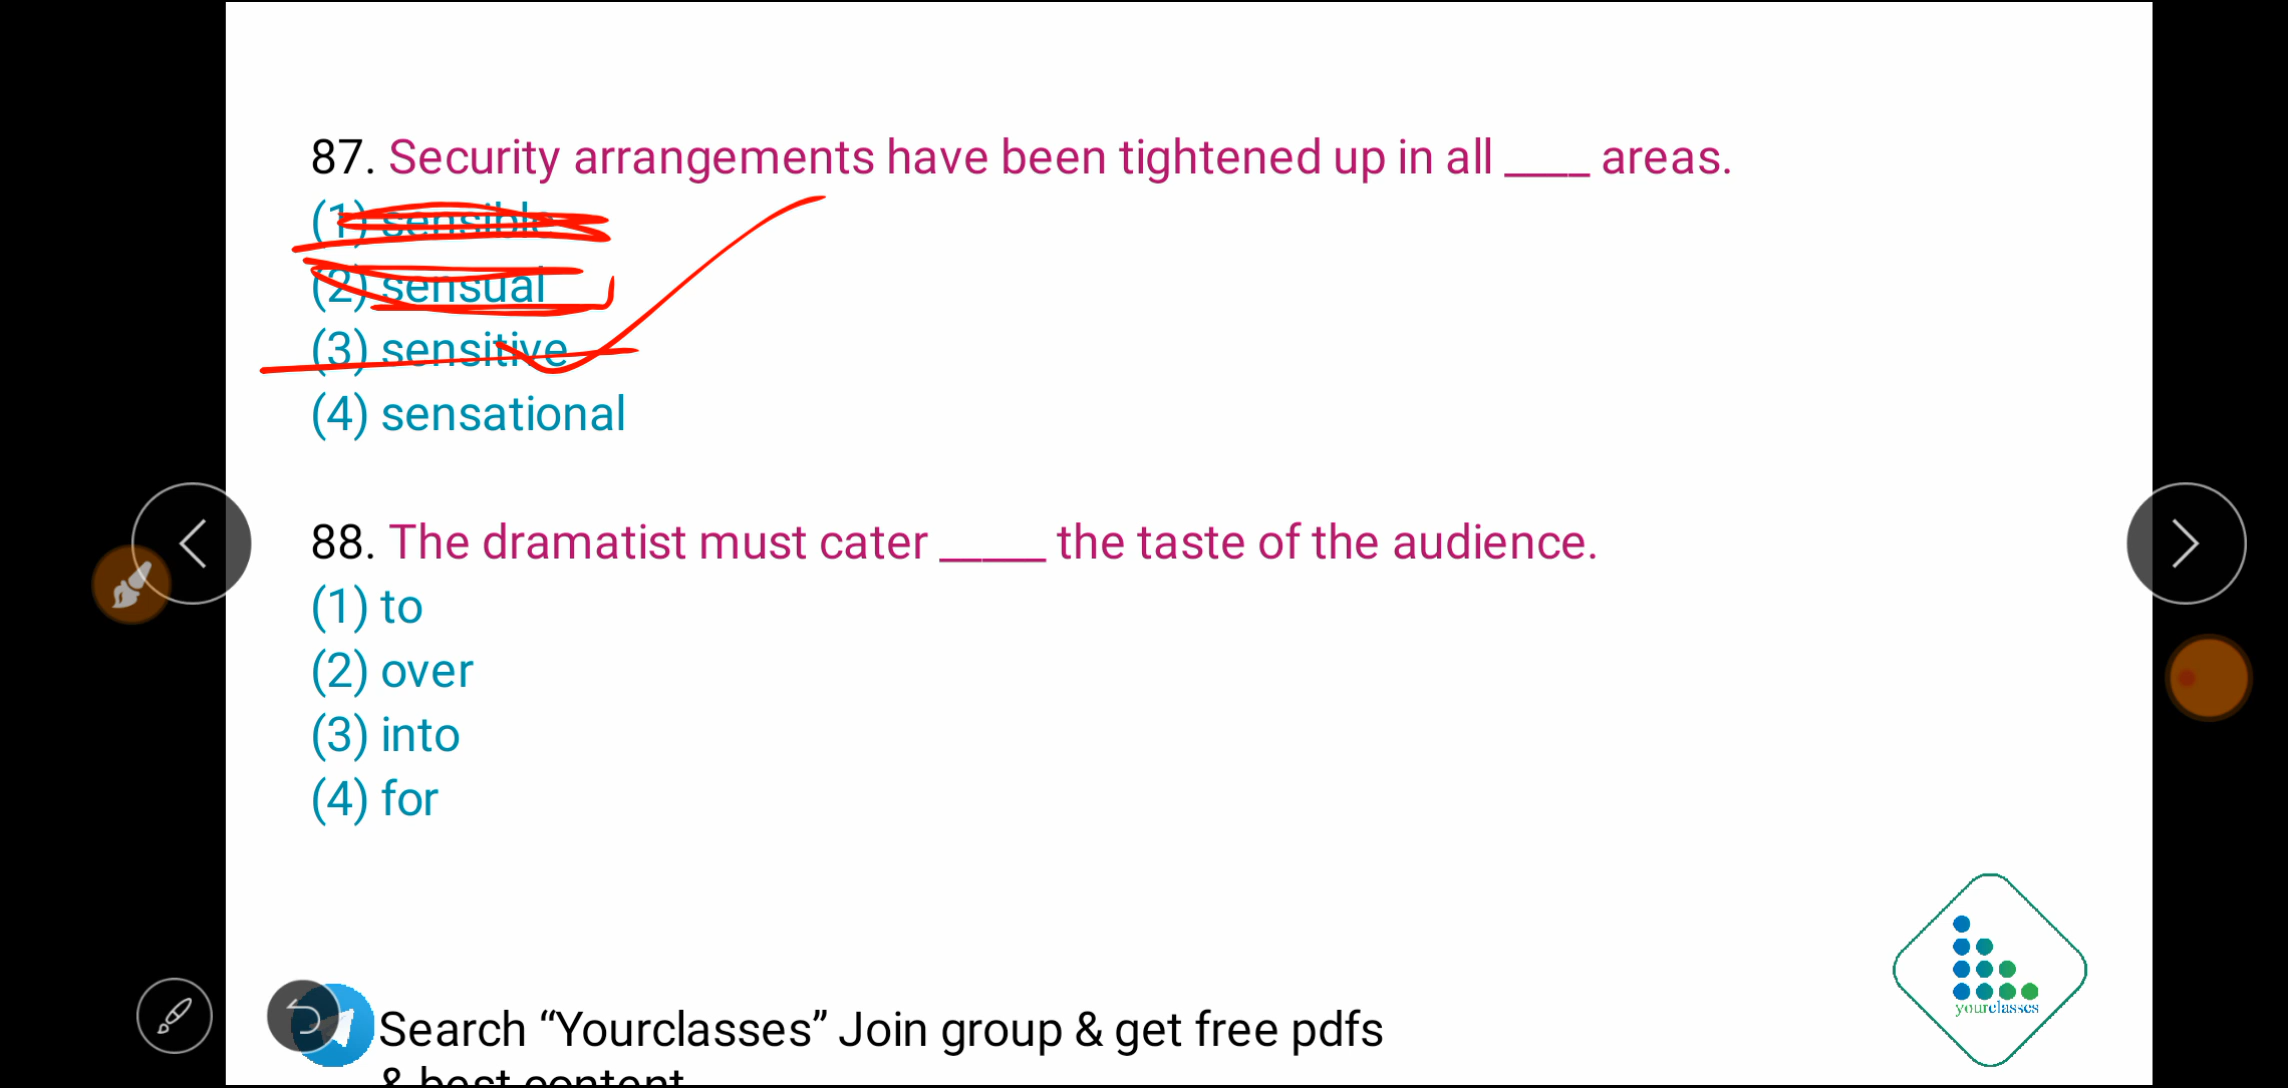 87. Security arrangements have been tightened up in all ____ areas.
(1) sensible
(2) sensual
(3) sensitive
(4) sensational
88. The dramatist must cater _____ the taste of the audience.
(1) to
(2) over
(3) into
(4) for
yourclasses
Search “Yourclasses” Join group & get free pdfs
& best content